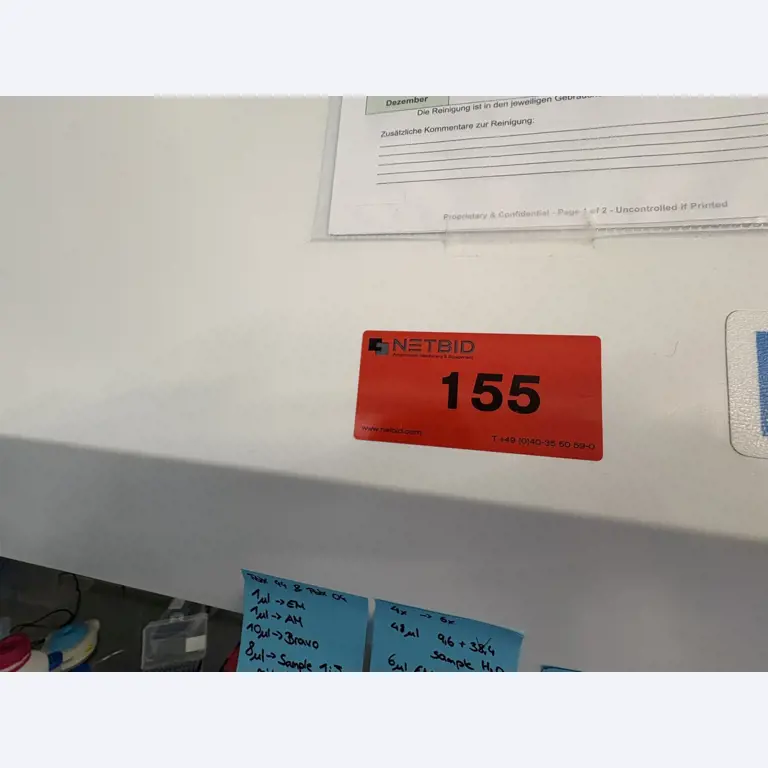 Dezember
Die Reinigung ist in den jeweiligen
Zusätzliche Kommentare zur Reinigung:
Proprietary & Confidential - Page 1 of 2 - Uncontrolled if Printed
NETBID
155
www.netbid.com
T +49 (0)40-35 50 59-0
1µl → EM
1µl → AM
10µl → Bravo
8µl → Sample
4x → 6x
48µl 9,6 + 38,4
Sample H₂O
6µl